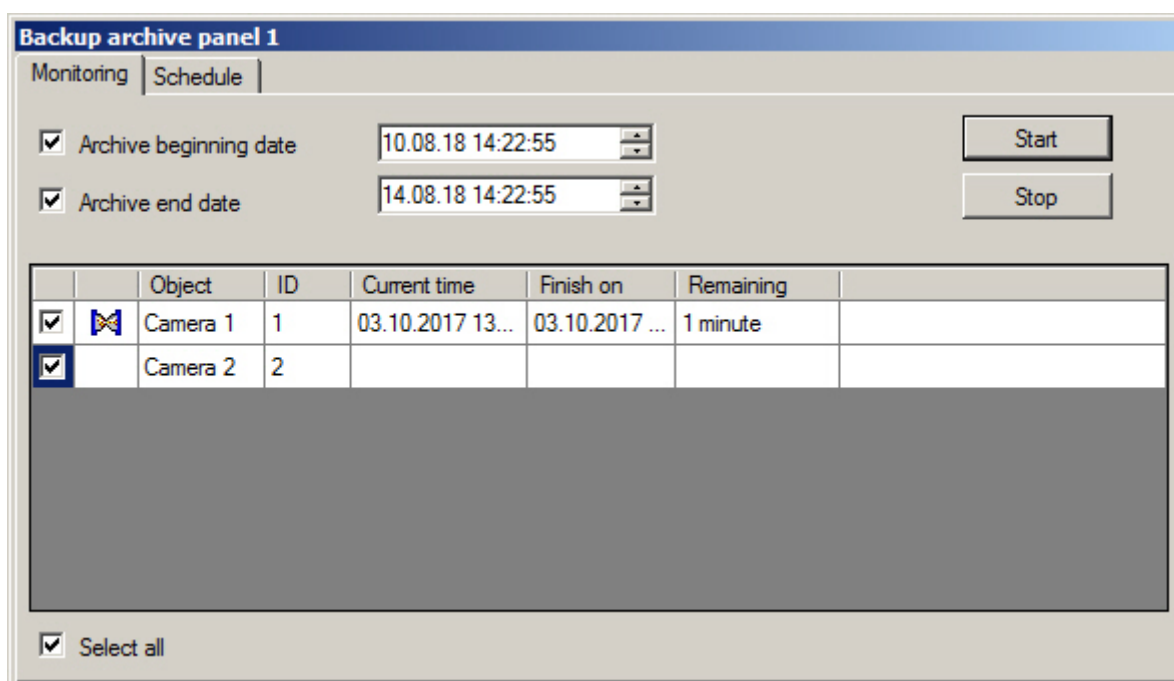 Backup archive panel 1
Monitoring Schedule
Archive beginning date 10.08.18 14:22:55 Start
Archive end date 14.08.18 14:22:55 Stop
Object ID Current time Finish on Remaining
Camera 1 1 03.10.2017 13... 03.10.2017 ... 1 minute
Camera 2 2
Select all